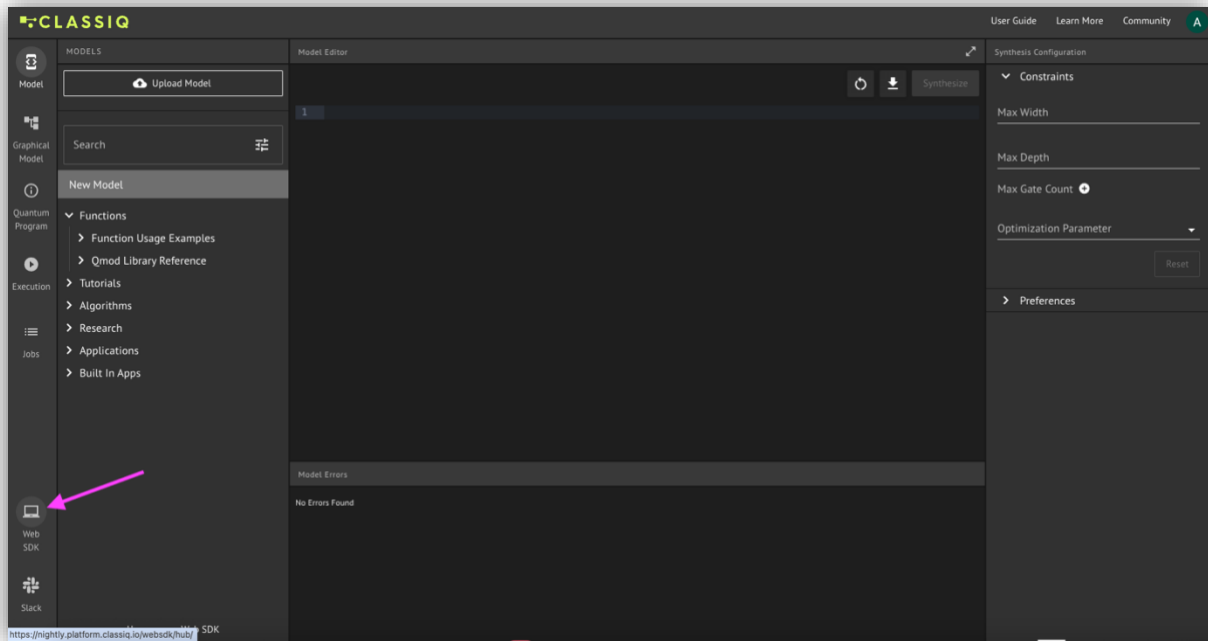 CLASSIQ
User Guide Learn More Community A
Model
Graphical
Model
Quantum
Program
Execution
Jobs
Web
SDK
Slack
MODELS
Upload Model
Search
New Model
Functions
Function Usage Examples
Qmod Library Reference
Tutorials
Algorithms
Research
Applications
Built In Apps
SDK
https://nightly.platform.classiq.io/websdk/hub/
Model Editor
Synthesize
1
Model Errors
No Errors Found
Synthesis Configuration
Constraints
Max Width
Max Depth
Max Gate Count
Optimization Parameter
Reset
Preferences